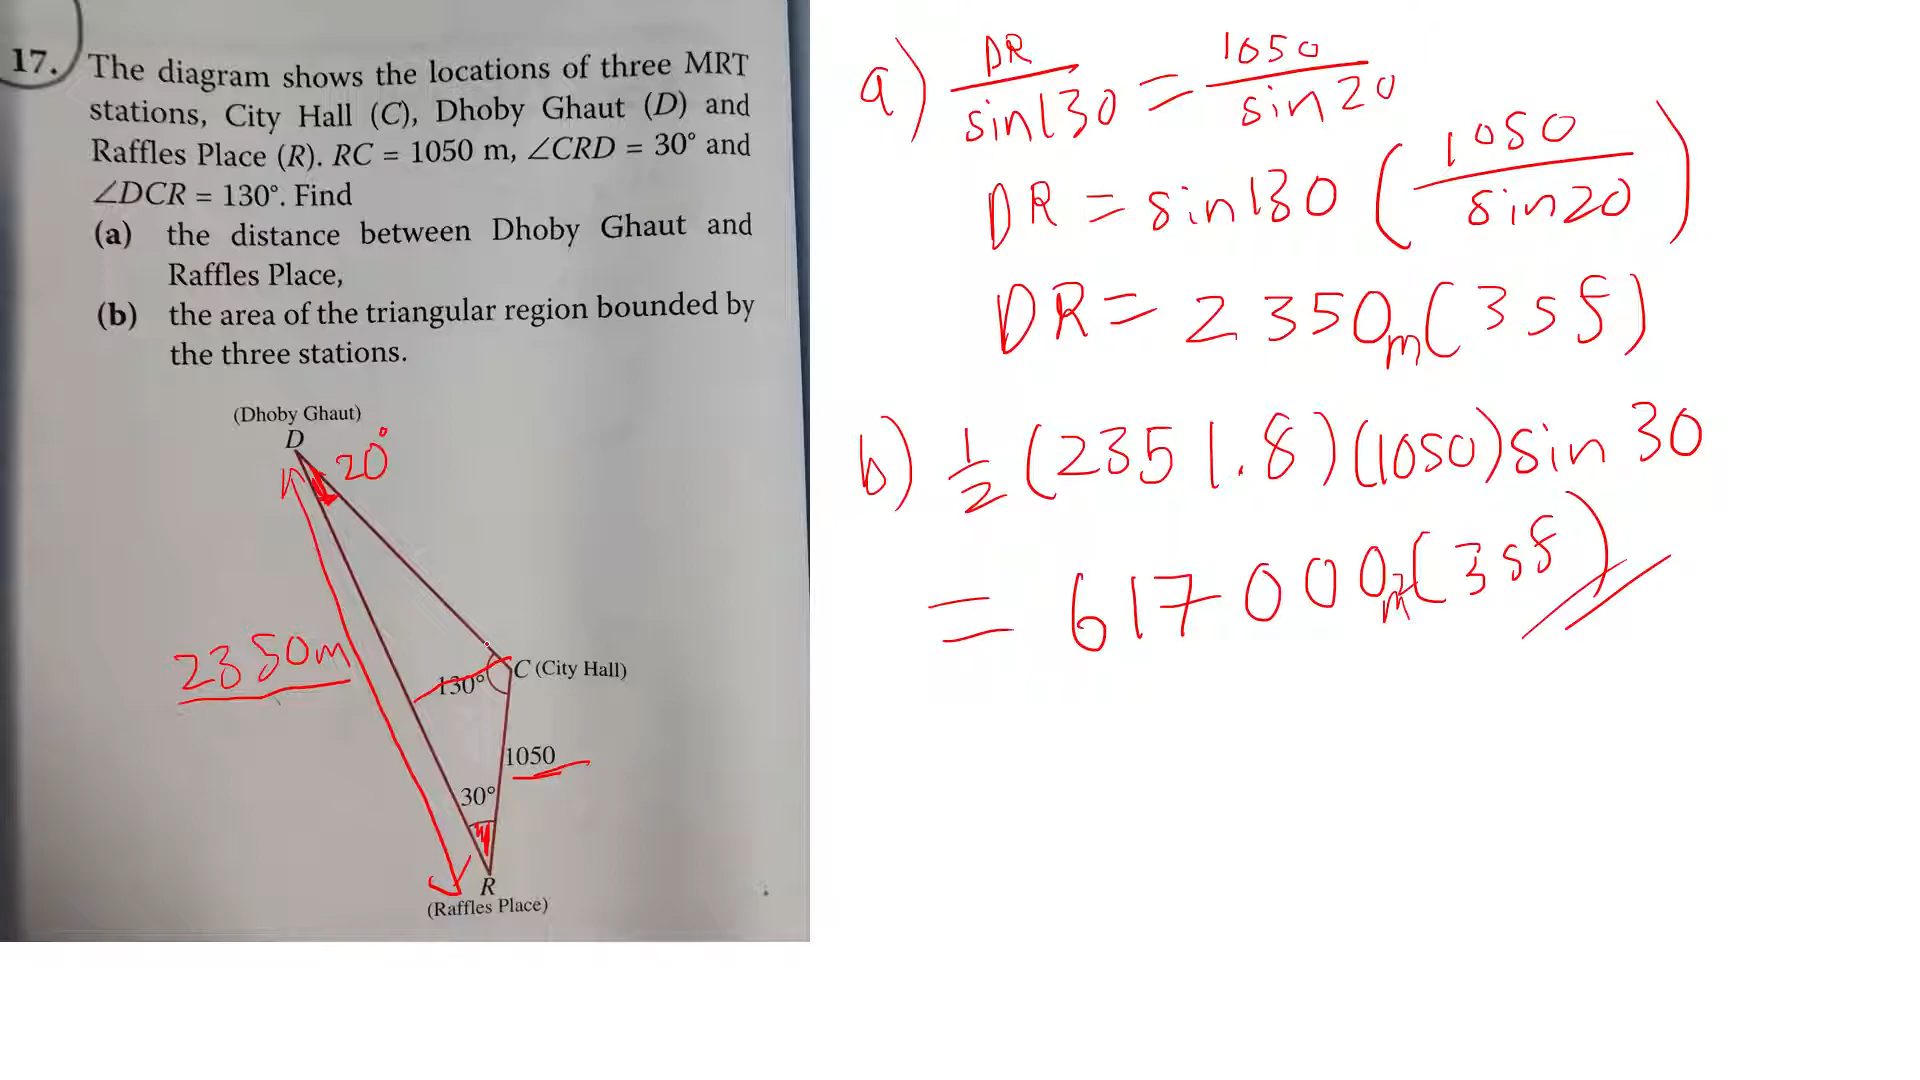 17. The diagram shows the locations of three MRT
stations, City Hall (C), Dhoby Ghaut (D) and
Raffles Place (R). RC = 1050 m, ∠CRD = 30° and
∠DCR = 130°. Find
(a) the distance between Dhoby Ghaut and
Raffles Place,
(b) the area of the triangular region bounded by
the three stations.
(Dhoby Ghaut)
D
20°
2350m
130°
C (City Hall)
1050
30°
R
(Raffles Place)
a) DR/sin130 = 1050/sin20
DR = sin130 (1050/sin20)
DR = 2350m (3sf)
b) 1/2 (2351.8)(1050)sin 30
= 617000m² (3sf)